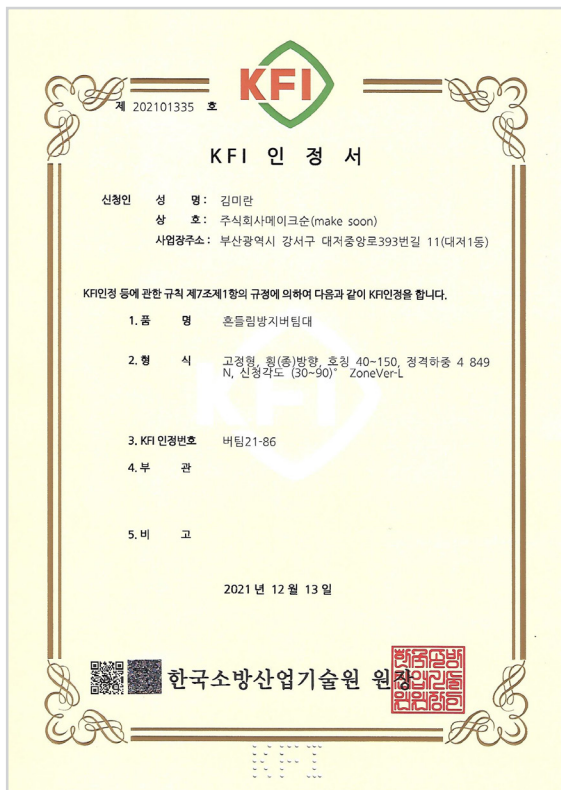 KFI
제 202101335 호
KFI 인 정 서
신청인 성 명 : 김미란
상 호 : 주식회사메이크순(make soon)
사업장주소 : 부산광역시 강서구 대저중앙로393번길 11(대저1동)
KFI인정 등에 관한 규칙 제7조제1항의 규정에 의하여 다음과 같이 KFI인정을 합니다.
1. 품 명 흔들림방지버팀대
2. 형 식 고정형, 횡(종)방향, 호칭 40~150, 정격하중 4 849
N, 신청각도 (30~90)° ZoneVer-L
KFI
3. KFI 인정번호 버팀21-86
4. 부 관
5. 비 고
2021 년 12 월 13 일
한국소방산업기술원 원장
KFI